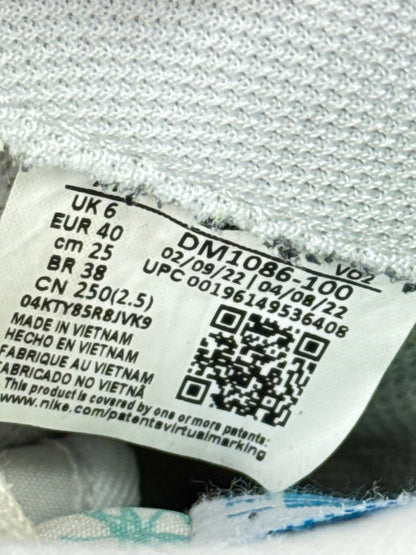 UK 6
EUR 40
cm 25
BR 38
CN 250(2.5)
04KTY85R8JVK9
MADE IN VIETNAM
HECHO EN VIETNAM
FABRIQUE AU VIETNAM
FABRICADO NO VIETNÃ
This product is covered by one or more patents:
www.nike.com/patentsvirtualmarking
VO2
DM1086-100
02/09/22 | 04/08/22
UPC 00196149536408